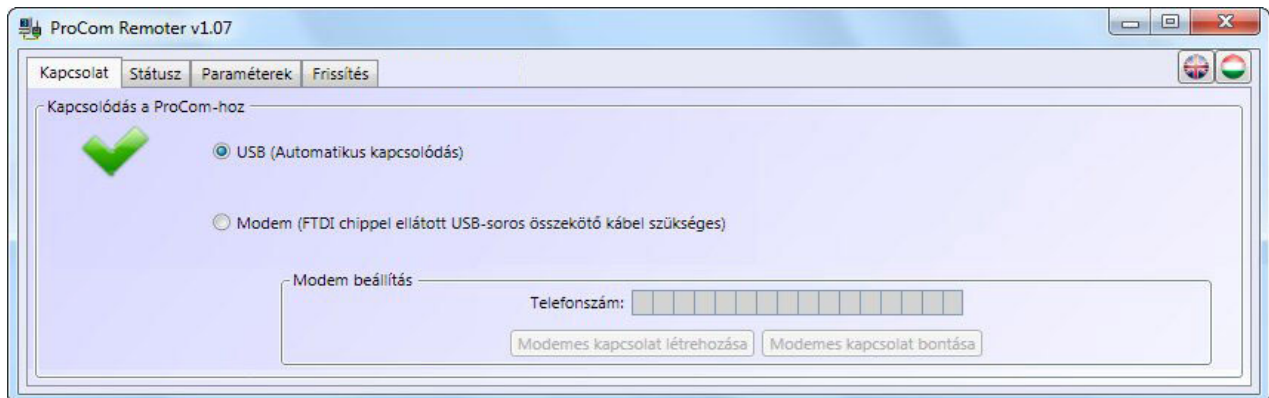 ProCom Remoter v1.07
Kapcsolat Státusz Paraméterek Frissítés
Kapcsolódás a ProCom-hoz
USB (Automatikus kapcsolódás)
Modem (FTDI chippel ellátott USB-soros összekötő kábel szükséges)
Modem beállítás
Telefonszám:
Modemes kapcsolat létrehozása Modemes kapcsolat bontása